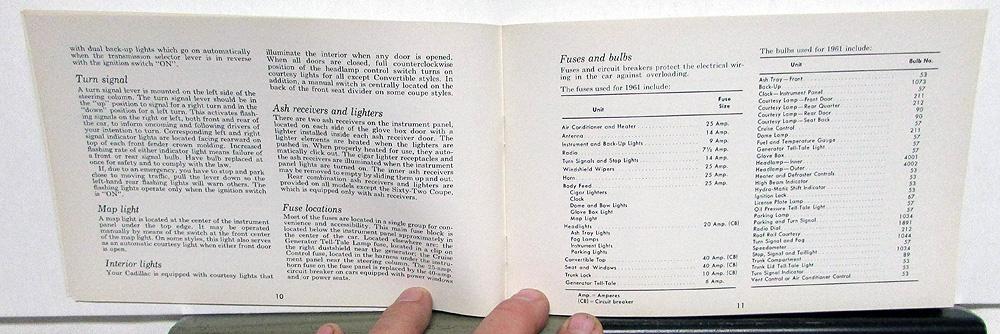 with dual back-up lights which go on automatically
when the transmission selector lever is in reverse
with the ignition switch "ON".
Turn signal
A turn signal lever is mounted on the left side of the
steering column. The turn signal lever should be in
the "up" position to signal for a right turn and in the
"down" position for a left turn. This activates flash-
ing signals on the right or left, both front and rear of
the car, to inform oncoming and following drivers of
your intention to turn. Corresponding left and right
signal indicator lights are located facing rearward on
top of each front fender crown molding. Increased
flashing rate of either indicator light means failure of
a front or rear signal bulb. Have bulb replaced at
once for safety and to comply with the law.
If, due to an emergency, you have to stop and park
close to moving traffic, pull the lever down so the
left-hand rear flashing lights will warn others. The
flashing lights operate only when the ignition switch
is "ON".
Map light
A map light is located at the center of the instrument
panel under the top edge. It may be operated
manually by means of the switch at the front center
of the map light. On some styles, this light also serves
as an automatic courtesy light when either front door
is open.
Interior lights
Your Cadillac is equipped with courtesy lights that
10
illuminate the interior when any door is opened.
When all doors are closed, full counterclockwise
position of the headlamp control switch turns on
courtesy lights for all except Convertible styles. In
addition, a manual switch is centrally located on the
back of the front seat divider on some coupe styles.
Ash receivers and lighters
There are two ash receivers on the instrument panel,
located on each side of the glove box door with a
lighter installed inside each ash receiver door. The
lighter elements are heated when the lighters are
pushed in. When properly heated for use, they auto-
matically click out. The cigar lighter receptacles and
the ash receivers are illuminated when the instrument
panel lights are turned on. The inner ash receivers
may be removed to empty by sliding them up and out.
Rear combination ash receivers and lighters are
provided on all models except the Sixty-Two Coupe,
which is equipped only with ash receivers.
Fuse locations
Most of the fuses are located in a single group for con-
venience and accessibility. This main fuse block is
located below the instrument panel approximately in
the center of the car. Located elsewhere are: the
Generator Tell-Tale Lamp fuse, located in a clip on
the right dustshield near the generator; the Cruise
Control fuse, located in the harness under the instru-
ment panel near the steering column. The 25-amp.
horn fuse on the fuse panel is replaced by the 40-amp.
circuit breaker on cars equipped with power windows
and/or power seats.
Fuses and bulbs
Fuses and circuit breakers protect the electrical wir-
ing in the car against overloading.
The fuses used for 1961 include:
Unit Fuse Size
Air Conditioner and Heater 25 Amp.
Antenna 14 Amp.
Instrument and Back-Up Lights 9 Amp.
Radio 7½ Amp.
Turn Signals and Stop Lights 14 Amp.
Windshield Wipers 25 Amp.
Horn 25 Amp.
Body Feed 25 Amp.
Cigar Lighters
Clock
Dome and Bow Lights
Glove Box Light
Map Light
Headlights 20 Amp. (CB)
Ash Tray Lights
Fog Lamps
Instrument Lights
Parking Lights
Convertible Top 40 Amp. (CB)
Seat and Windows 40 Amp. (CB)
Trunk Lock 10 Amp. (CB)
Generator Tell-Tale 6 Amp.
Amp.—Amperes
(CB)—Circuit breaker
The bulbs used for 1961 include:
Unit Bulb No.
Ash Tray—Front 53
Back-Up 1073
Clock—Instrument Panel 57
Courtesy Lamp—Front Door 211
Courtesy Lamp—Rear Quarter 212
Courtesy Lamp—Rear Door 90
Courtesy Lamp—Seat Back 90
Cruise Control 57
Dome Lamp 211
Fuel and Temperature Gauge 57
Generator Tell-Tale Light 57
Glove Box 57
Headlamp—Inner 4001
Headlamp—Outer 4002
Heater and Defroster Controls 53
High Beam Indicator 53
Hydra-Matic Shift Indicator 53
Ignition Lock 53
License Plate Lamp 67
Oil Pressure Tell-Tale Light 57
Parking Lamp
Parking and Turn Signal 1034
Radio Dial 1891
Roof Rail Courtesy 212
Turn Signal and Fog
Speedometer 57
Stop, Signal and Taillight 1034
Trunk Compartment 89
Trunk Lid Tell-Tale Light 53
Turn Signal Indicator 53
Vent Control or Air Conditioner Control 53
11